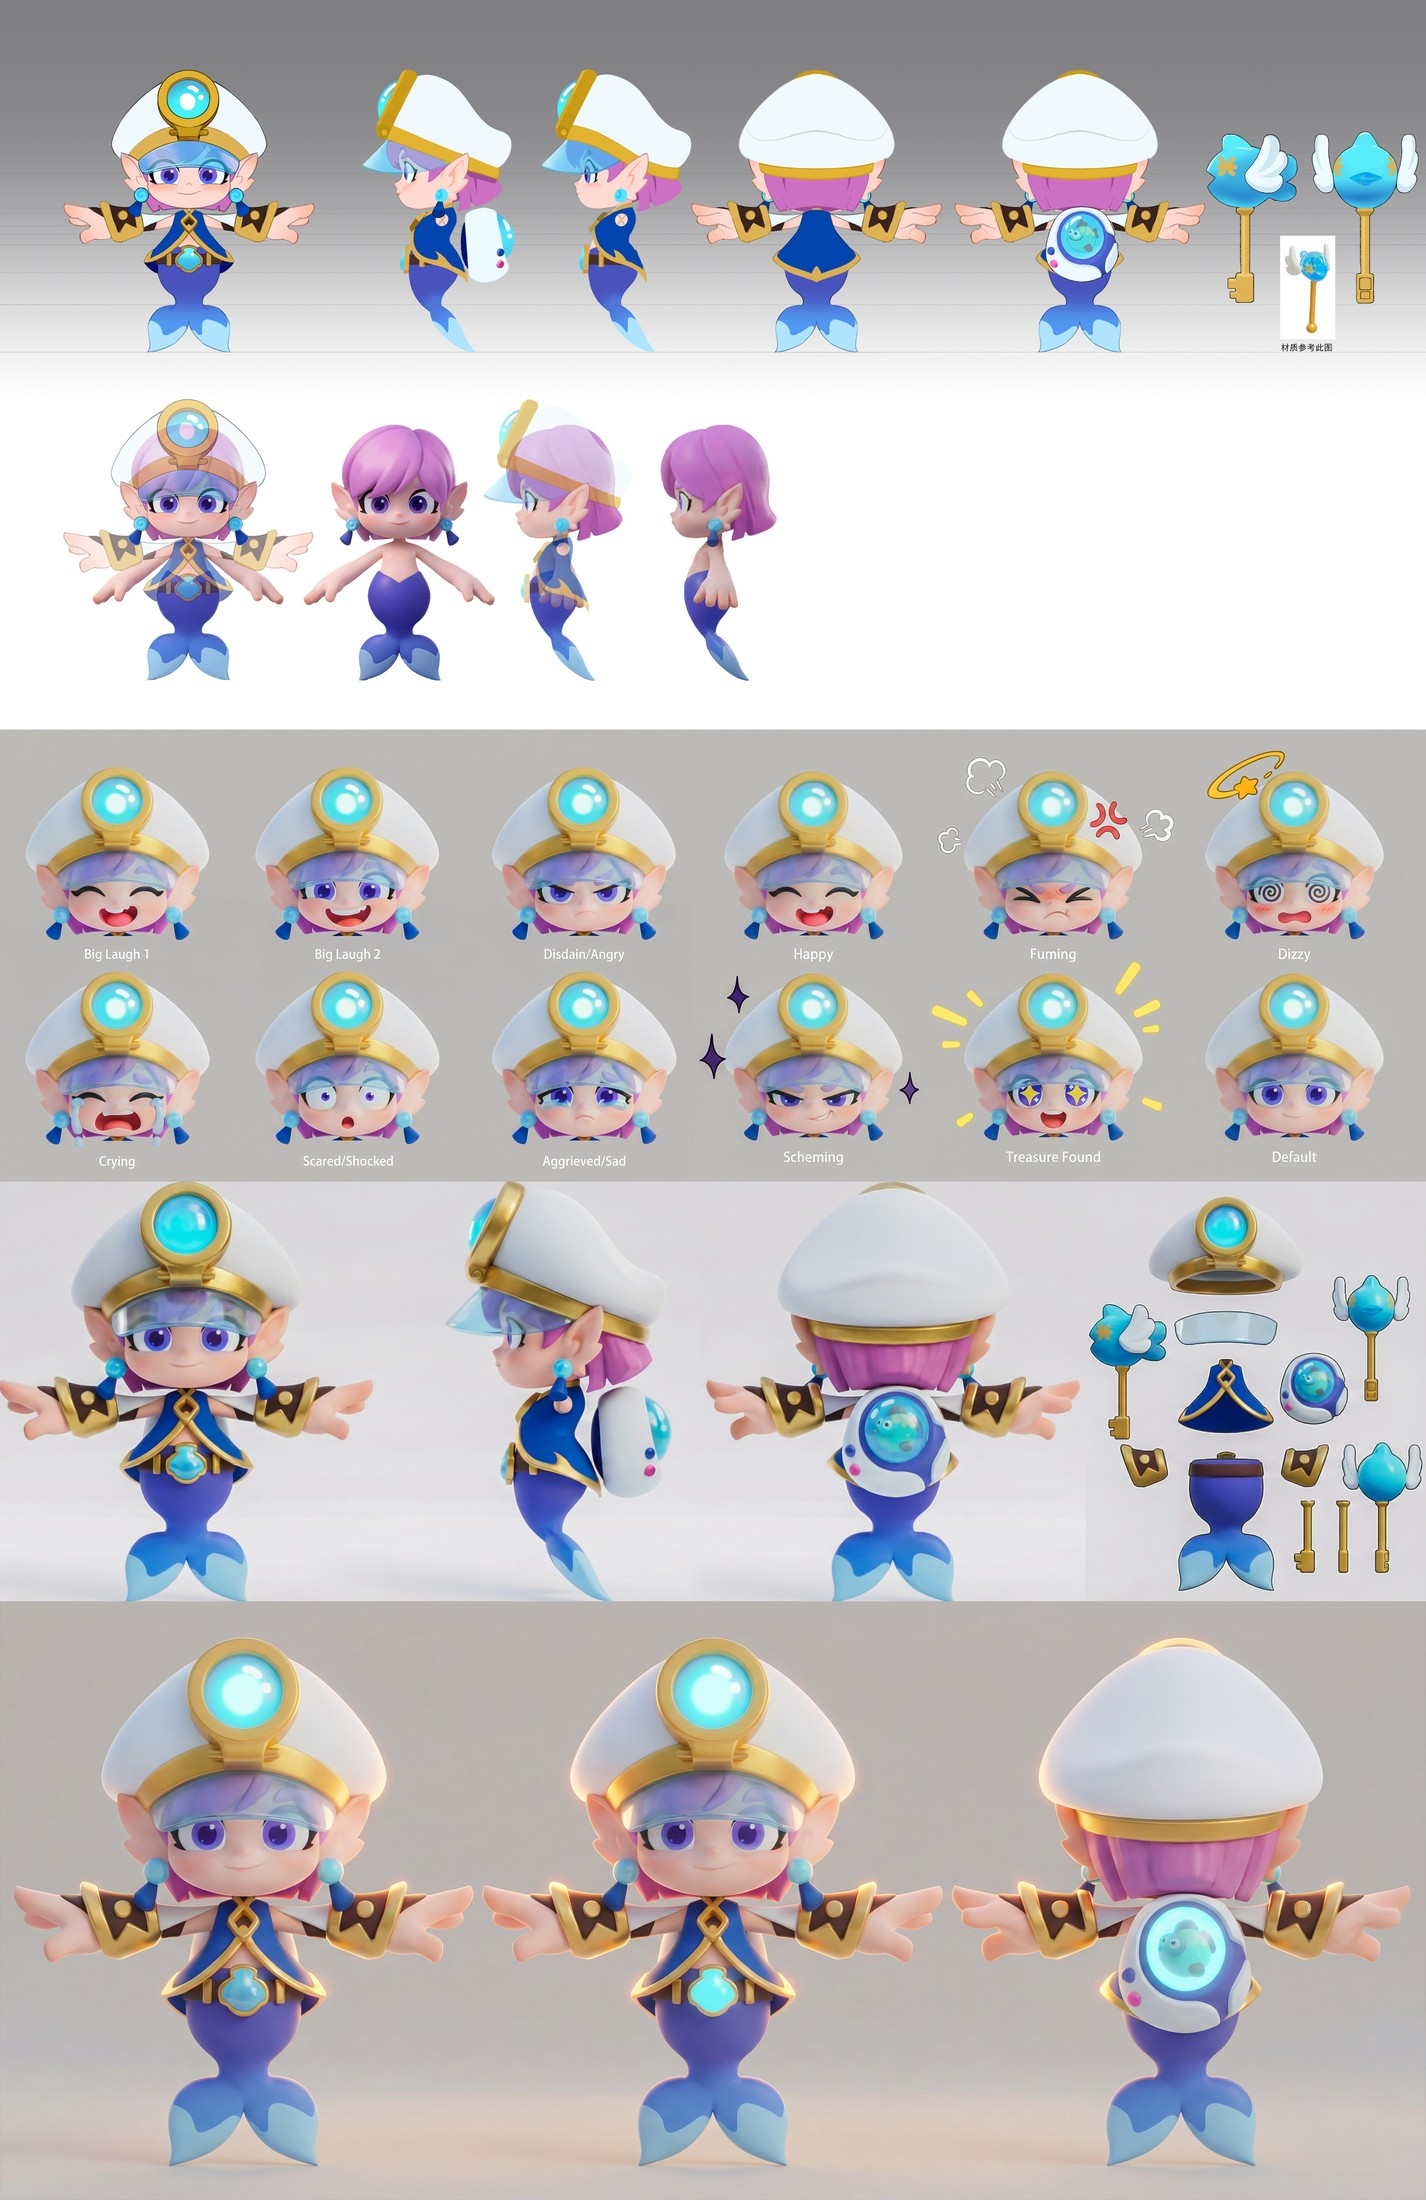 材质参考此图
Big Laugh 1
Big Laugh 2
Disdain/Angry
Happy
Fuming
Dizzy
Crying
Scared/Shocked
Aggrieved/Sad
Scheming
Treasure Found
Default